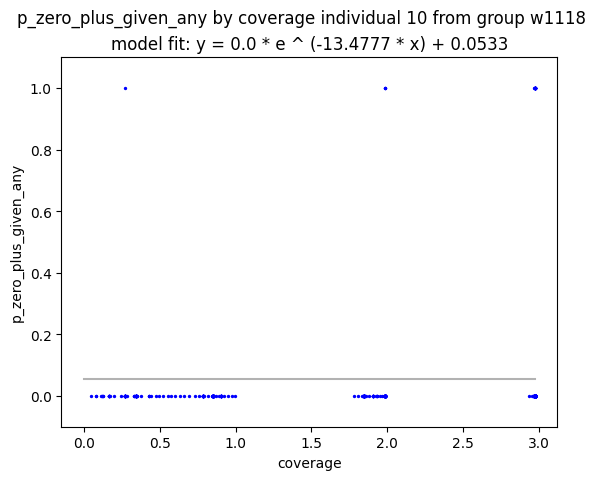 p_zero_plus_given_any by coverage individual 10 from group w1118
model fit: y = 0.0 * e ^ (-13.4777 * x) + 0.0533
1.0
0.8
0.6
0.4
0.2
0.0
p_zero_plus_given_any
0.0 0.5 1.0 1.5 2.0 2.5 3.0
coverage